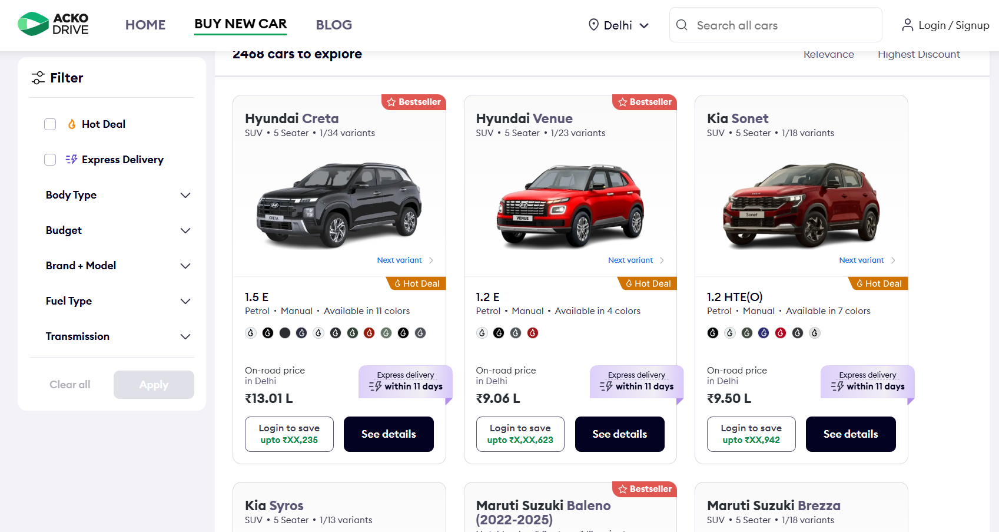 ACKO
DRIVE
HOME
BUY NEW CAR
BLOG
Delhi
Search all cars
Login / Signup
2468 cars to explore
Relevance
Highest Discount
Filter
Hot Deal
Express Delivery
Body Type
Budget
Brand + Model
Fuel Type
Transmission
Clear all
Apply
Bestseller
Hyundai Creta
SUV • 5 Seater • 1/34 variants
CRETA
Next variant
Hot Deal
1.5 E
Petrol • Manual • Available in 11 colors
On-road price
in Delhi
₹13.01 L
Express delivery
within 11 days
Login to save
upto ₹XX,235
See details
Bestseller
Hyundai Venue
SUV • 5 Seater • 1/23 variants
VENUE
Next variant
Hot Deal
1.2 E
Petrol • Manual • Available in 4 colors
On-road price
in Delhi
₹9.06 L
Express delivery
within 11 days
Login to save
upto ₹X,XX,623
See details
Kia Sonet
SUV • 5 Seater • 1/18 variants
Sonet
Next variant
Hot Deal
1.2 HTE(O)
Petrol • Manual • Available in 7 colors
On-road price
in Delhi
₹9.50 L
Express delivery
within 11 days
Login to save
upto ₹XX,942
See details
Kia Syros
SUV • 5 Seater • 1/13 variants
Bestseller
Maruti Suzuki Baleno
(2022-2025)
Maruti Suzuki Brezza
SUV • 5 Seater • 1/18 variants